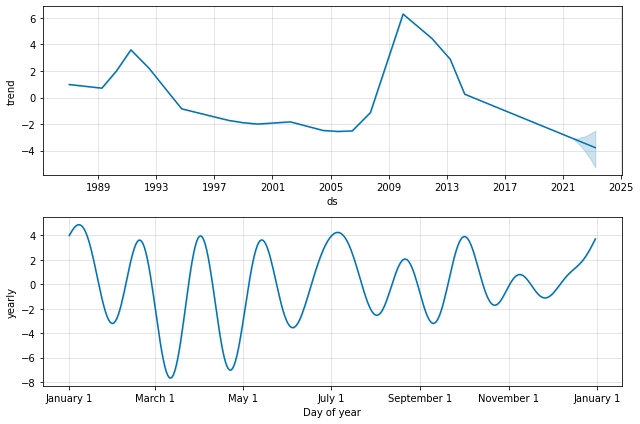 6
4
2
0
−2
−4
trend
1989 1993 1997 2001 2005 2009 2013 2017 2021 2025
ds
4
2
0
−2
−4
−6
−8
yearly
January 1 March 1 May 1 July 1 September 1 November 1 January 1
Day of year